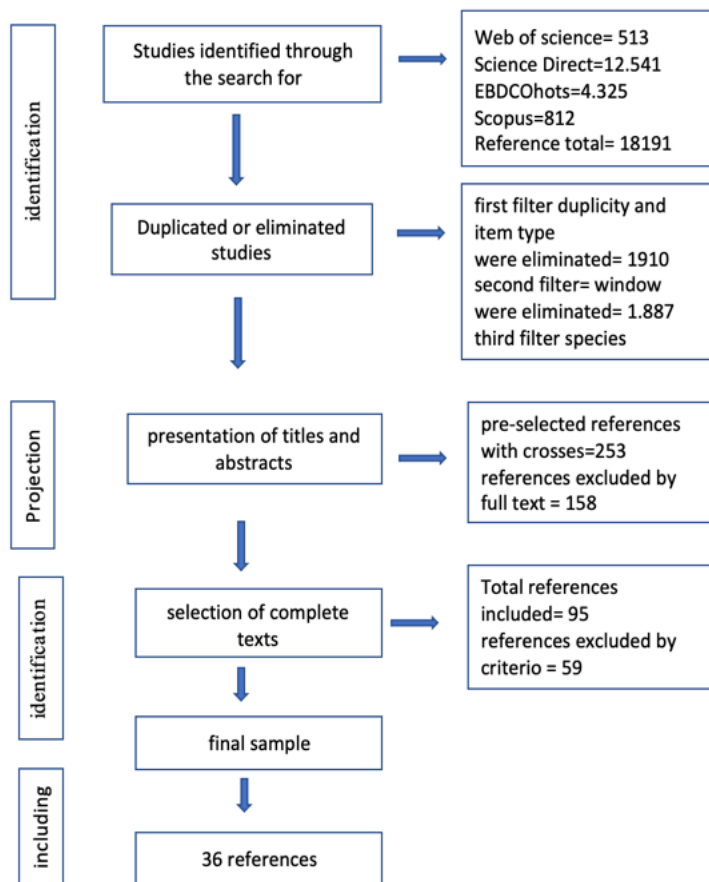 identification
Studies identified through
the search for
Web of science= 513
Science Direct=12.541
EBDCOhots=4.325
Scopus=812
Reference total= 18191
Duplicated or eliminated
studies
first filter duplicity and
item type
were eliminated= 1910
second filter= window
were eliminated= 1.887
third filter species
Projection
presentation of titles and
abstracts
pre-selected references
with crosses=253
references excluded by
full text = 158
identification
selection of complete
texts
Total references
included= 95
references excluded by
criterio = 59
final sample
including
36 references